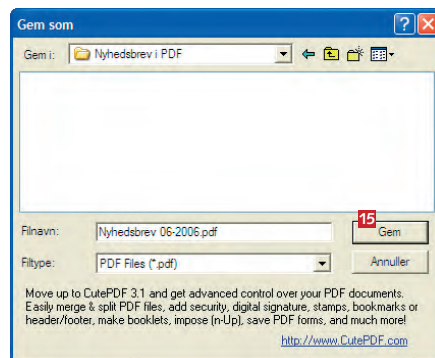 Gem som
Gem i: Nyhedsbrev i PDF
15
Filnavn: Nyhedsbrev 06-2006.pdf Gem
Filtype: PDF Files (*.pdf) Annuller
Move up to CutePDF 3.1 and get advanced control over your PDF documents.
Easily merge & split PDF files, add security, digital signature, stamps, bookmarks or
header/footer, make booklets, impose (n-Up), save PDF forms, and much more!
http://www.CutePDF.com